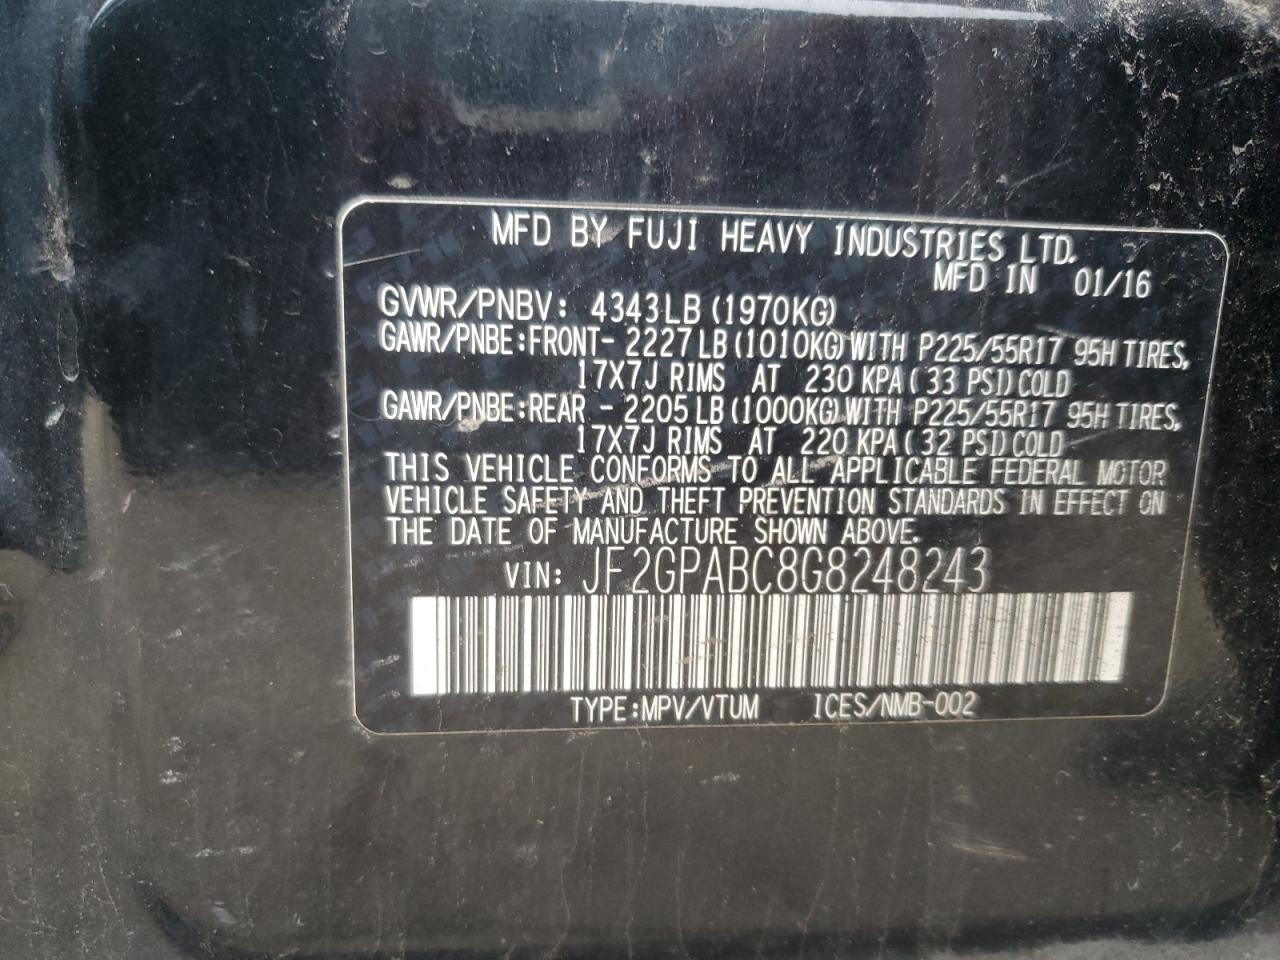 MFD BY FUJI HEAVY INDUSTRIES LTD.
MFD IN 01/16
GVWR/PNBV: 4343LB (1970KG)
GAWR/PNBE:FRONT- 2227LB (1010KG) WITH P225/55R17 95H TIRES,
17X7J RIMS AT 230 KPA (33 PSI) COLD
GAWR/PNBE:REAR - 2205LB (1000KG) WITH P225/55R17 95H TIRES,
17X7J RIMS AT 220 KPA (32 PSI) COLD
THIS VEHICLE CONFORMS TO ALL APPLICABLE FEDERAL MOTOR
VEHICLE SAFETY AND THEFT PREVENTION STANDARDS IN EFFECT ON
THE DATE OF MANUFACTURE SHOWN ABOVE.
VIN: JF2GPABC8G8248243
TYPE:MPV/VTUM ICES/NMB-002